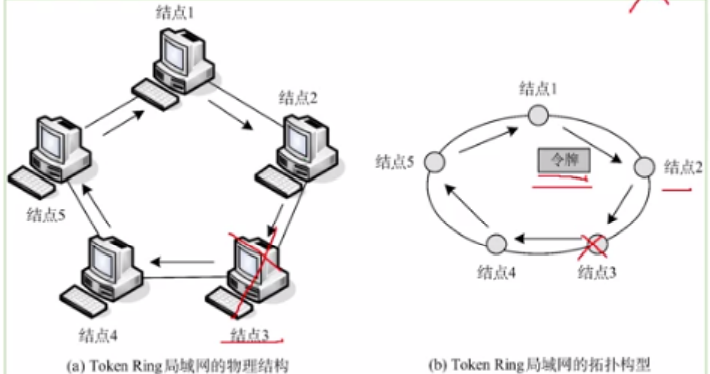 结点1
结点2
结点5
结点4
结点3
(a) Token Ring局域网的物理结构
结点1
令牌
结点5
结点2
结点4
结点3
(b) Token Ring局域网的拓扑构型